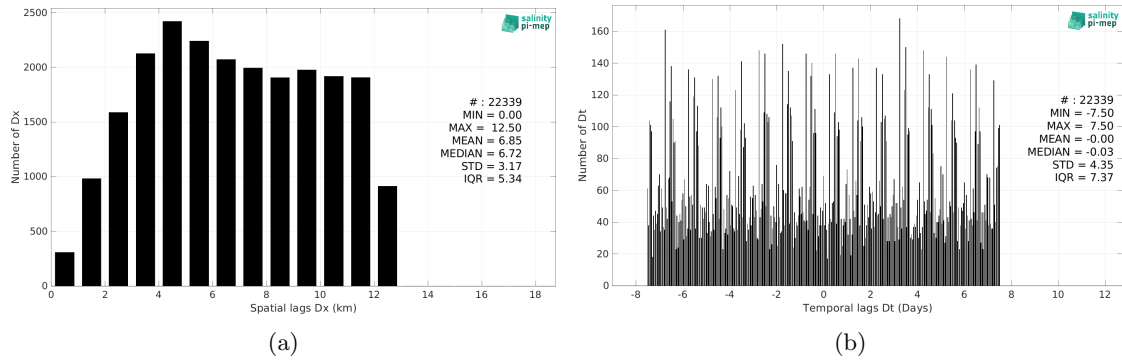 2500
2000
1500
1000
500
0
0 2 4 6 8 10 12 14 16 18
Number of Dx
Spatial lags Dx (km)
salinity
pi-mep
# : 22339
MIN = 0.00
MAX = 12.50
MEAN = 6.85
MEDIAN = 6.72
STD = 3.17
IQR = 5.34
(a)
160
140
120
100
80
60
40
20
0
-8 -6 -4 -2 0 2 4 6 8 10 12
Number of Dt
Temporal lags Dt (Days)
salinity
pi-mep
# : 22339
MIN = -7.50
MAX = 7.50
MEAN = -0.00
MEDIAN = -0.03
STD = 4.35
IQR = 7.37
(b)